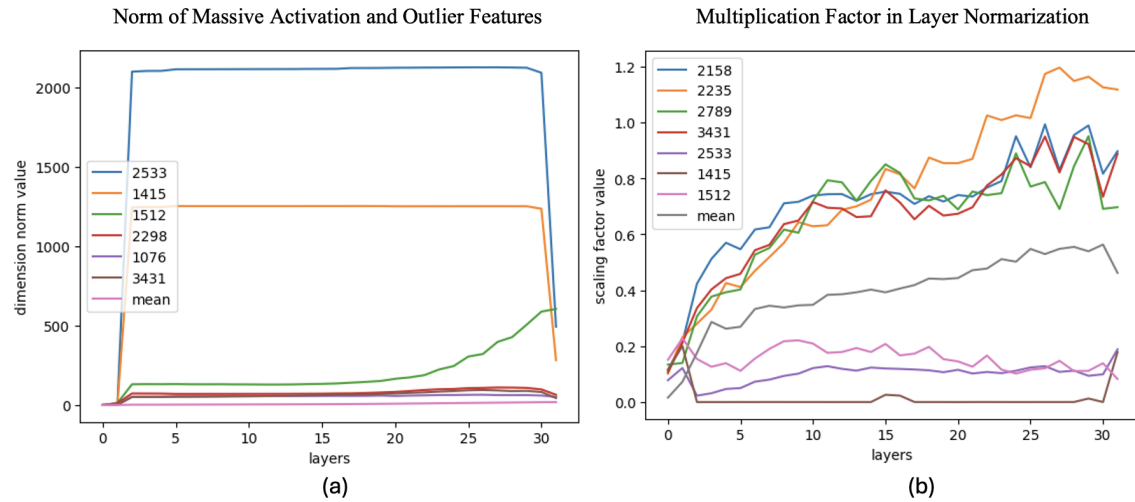 Norm of Massive Activation and Outlier Features
2000
1500
1000
500
0
dimension norm value
2533
1415
1512
2298
1076
3431
mean
0 5 10 15 20 25 30
layers
(a)
Multiplication Factor in Layer Normarization
1.2
1.0
0.8
0.6
0.4
0.2
0.0
scaling factor value
2158
2235
2789
3431
2533
1415
1512
mean
0 5 10 15 20 25 30
layers
(b)